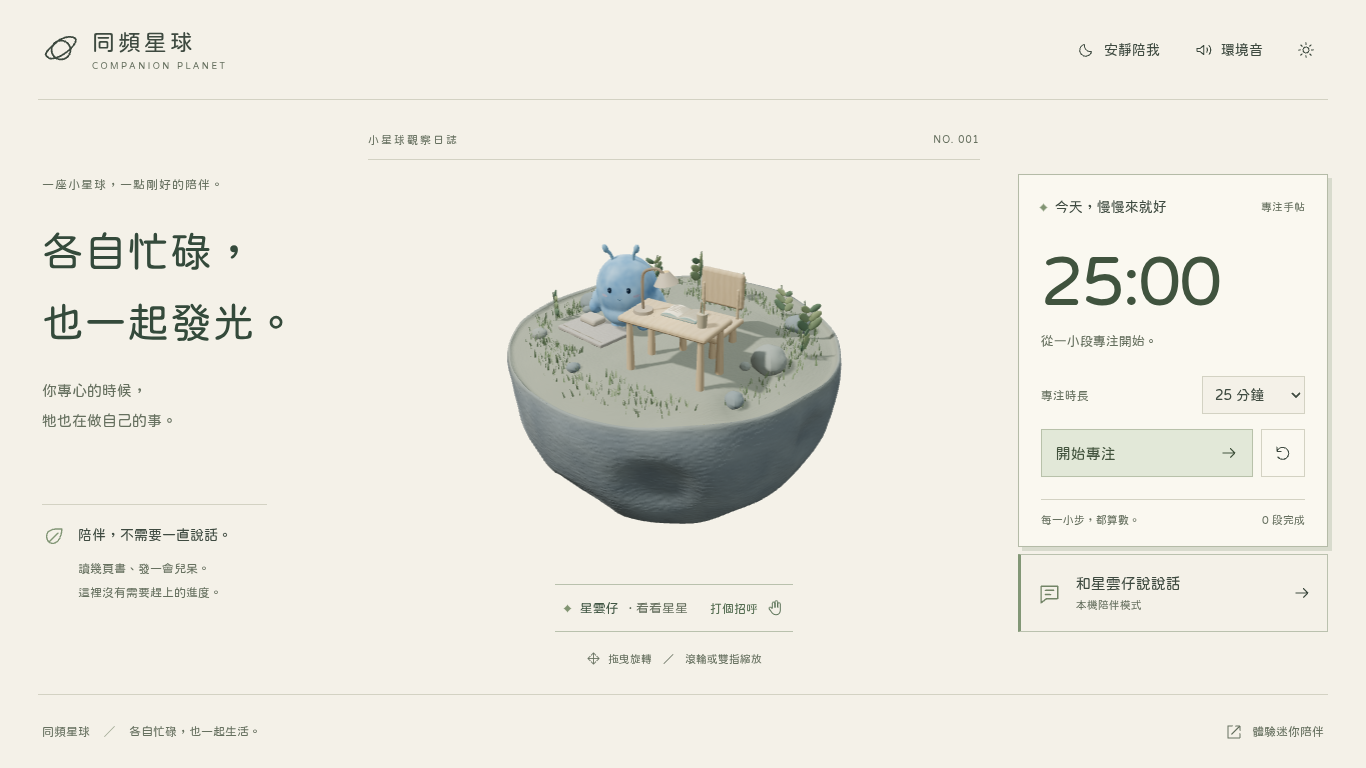 同頻星球
COMPANION PLANET
安靜陪我
環境音
小星球觀察日誌
NO. 001
一座小星球，一點剛好的陪伴。
各自忙碌，
也一起發光。
你專心的時候，
牠也在做自己的事。
陪伴，不需要一直說話。
讀幾頁書、發一會兒呆。
這裡沒有需要趕上的進度。
星雲仔 · 看看星星 打個招呼
拖曳旋轉 ／ 滾輪或雙指縮放
今天，慢慢來就好
專注手帖
25:00
從一小段專注開始。
專注時長
25 分鐘
開始專注
每一小步，都算數。
0 段完成
和星雲仔說說話
本機陪伴模式
同頻星球 ／ 各自忙碌，也一起生活。
體驗迷你陪伴